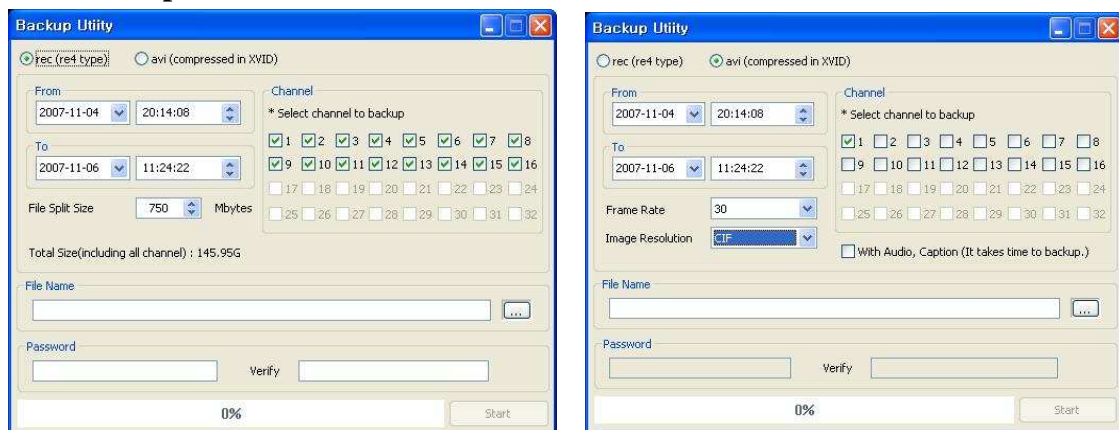 Backup Utiity
rec (re4 type) avi (compressed in XVID)
From
2007-11-04 20:14:08
To
2007-11-06 11:24:22
File Split Size 750 Mbytes
Total Size(including all channel) : 145.95G
Channel
* Select channel to backup
1 2 3 4 5 6 7 8
9 10 11 12 13 14 15 16
17 18 19 20 21 22 23 24
25 26 27 28 29 30 31 32
File Name
...
Password
Verify
0% Start
Backup Utiity
rec (re4 type) avi (compressed in XVID)
From
2007-11-04 20:14:08
To
2007-11-06 11:24:22
Frame Rate 30
Image Resolution CIF
Channel
* Select channel to backup
1 2 3 4 5 6 7 8
9 10 11 12 13 14 15 16
17 18 19 20 21 22 23 24
25 26 27 28 29 30 31 32
With Audio, Caption (It takes time to backup.)
File Name
...
Password
Verify
0% Start